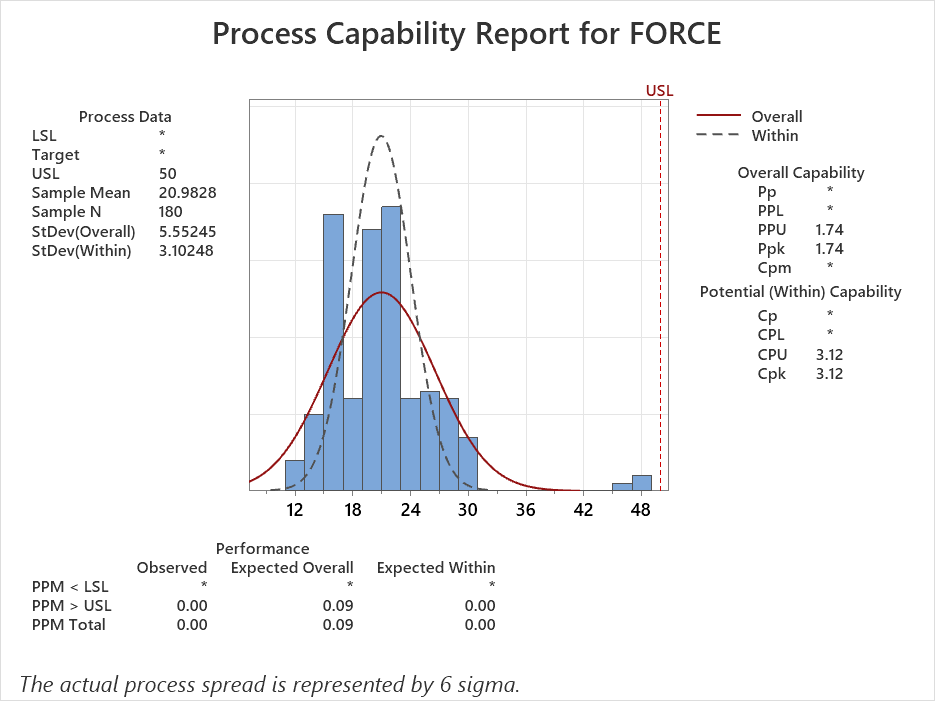 Process Capability Report for FORCE
USL
Process Data
LSL *
Target *
USL 50
Sample Mean 20.9828
Sample N 180
StDev(Overall) 5.55245
StDev(Within) 3.10248
Overall
Within
Overall Capability
Pp *
PPL *
PPU 1.74
Ppk 1.74
Cpm *
Potential (Within) Capability
Cp *
CPL *
CPU 3.12
Cpk 3.12
12 18 24 30 36 42 48
Performance
Observed Expected Overall Expected Within
PPM < LSL * * *
PPM > USL 0.00 0.09 0.00
PPM Total 0.00 0.09 0.00
The actual process spread is represented by 6 sigma.